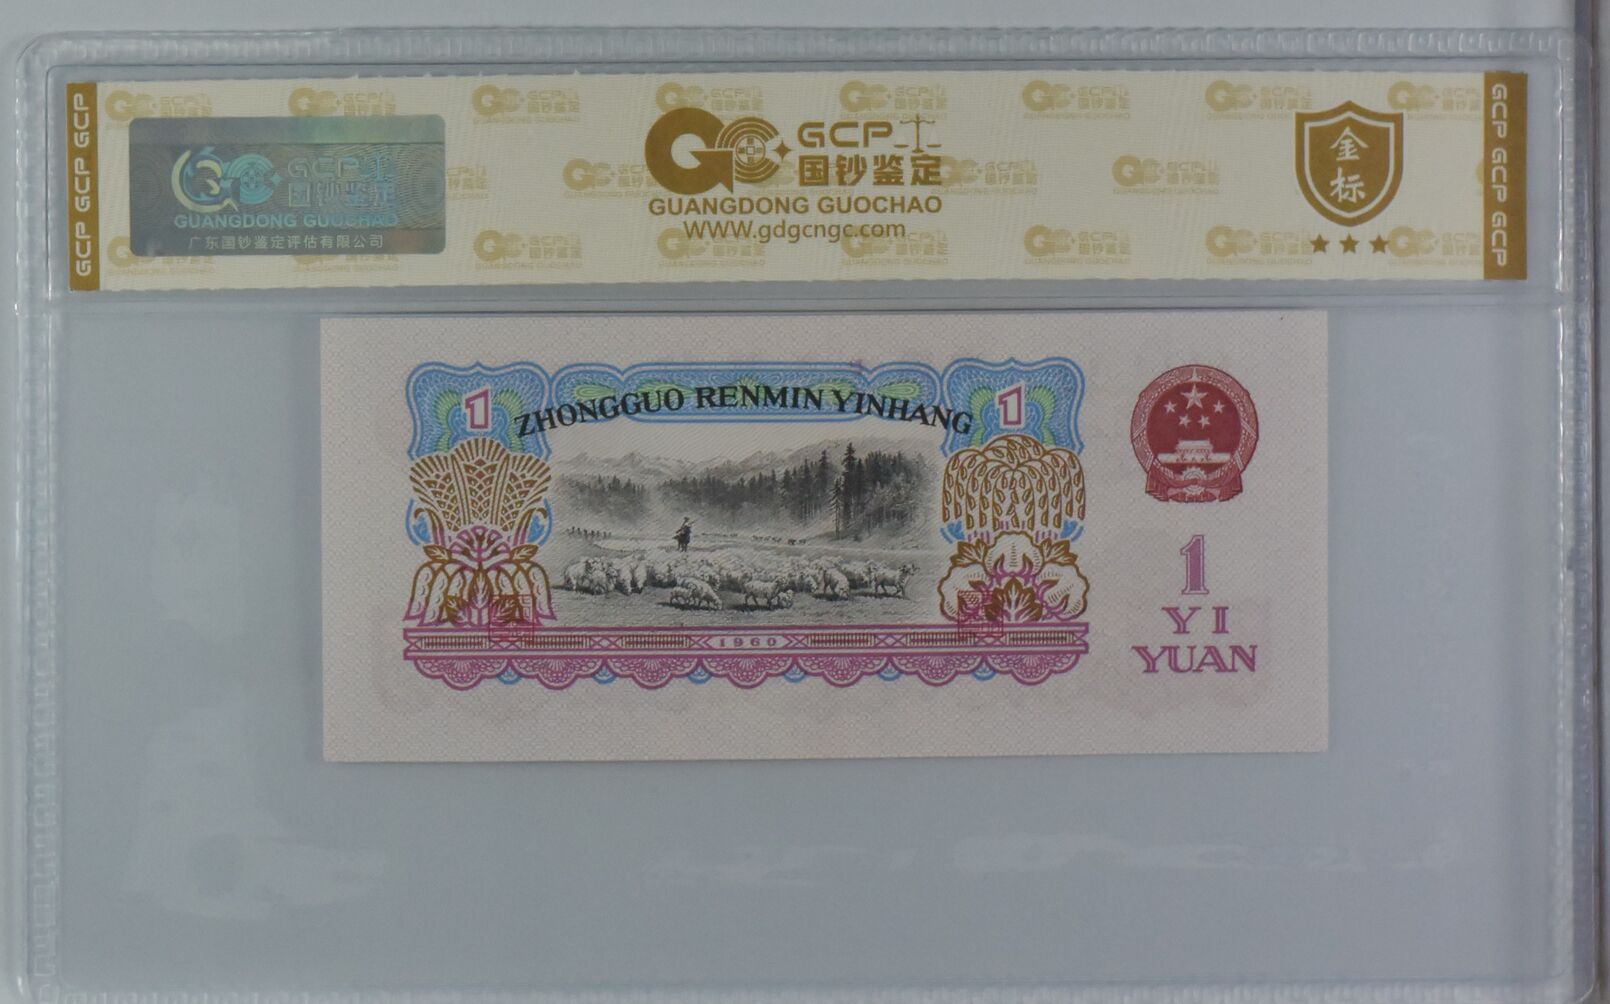 GCP GCP GCP
GCP
国钞鉴定
GUANGDONG GUOCHAO
广东国钞鉴定评估有限公司
GCP
国钞鉴定
GUANGDONG GUOCHAO
WWW.gdgcngc.com
金
标
GCP GCP GCP
1
ZHONGGUO RENMIN YINHANG
1
1960
1
YI
YUAN